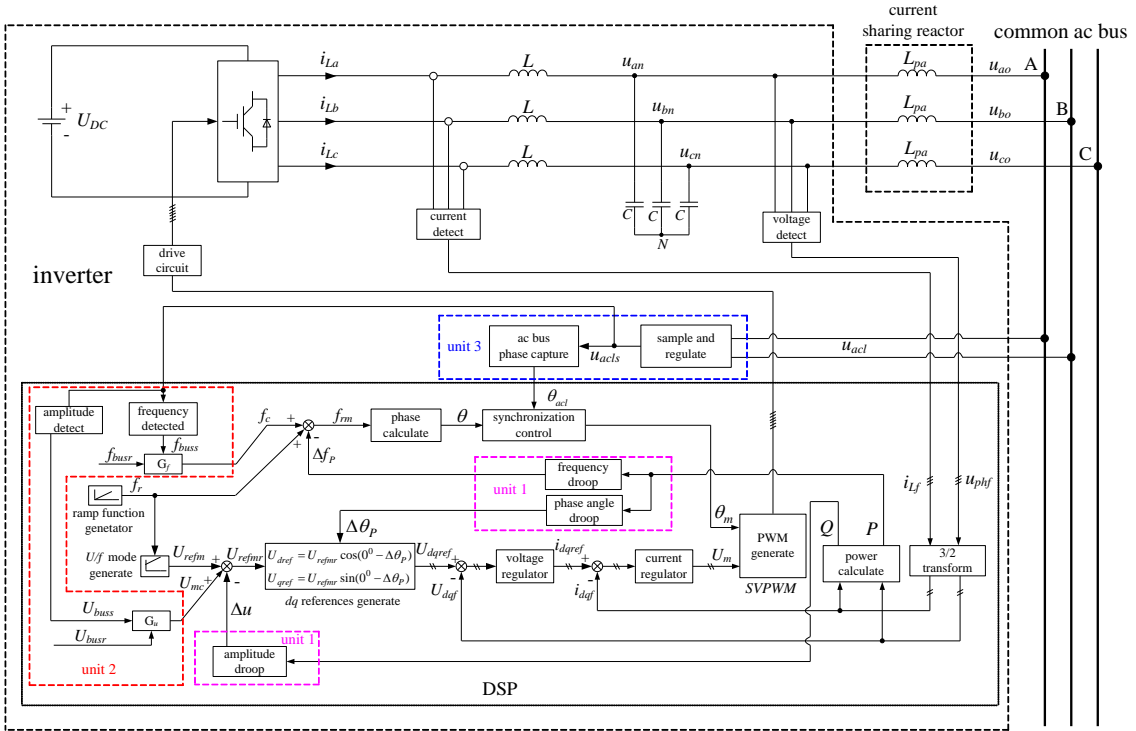 current
sharing reactor
common ac bus
i_La
L
u_an
L_pa
u_ao
A
+
U_DC
-
i_Lb
L
u_bn
L_pa
u_bo
B
i_Lc
L
u_cn
L_pa
u_co
C
C C C
N
current
detect
voltage
detect
drive
circuit
inverter
unit 3
ac bus
phase capture
u_acls
sample and
regulate
u_acl
amplitude
detect
frequency
detected
f_buss
f_busr
G_f
f_c
+
-
+
f_rm
Δf_P
phase
calculate
θ
θ_acl
synchronization
control
f_r
ramp function
genetator
unit 1
frequency
droop
phase angle
droop
Δθ_P
θ_m
Q
P
i_Lf
u_phf
U/f mode
generate
U_refm
+
U_refmr
U_mc
+
-
Δu
U_dref = U_refmr cos(0⁰ − Δθ_P)
U_qref = U_refmr sin(0⁰ − Δθ_P)
dq references generate
U_dqref
+
-
U_dqf
voltage
regulator
i_dqref
+
-
i_dqf
current
regulator
U_m
PWM
generate
SVPWM
power
calculate
3/2
transform
U_buss
G_u
U_busr
unit 2
unit 1
amplitude
droop
DSP